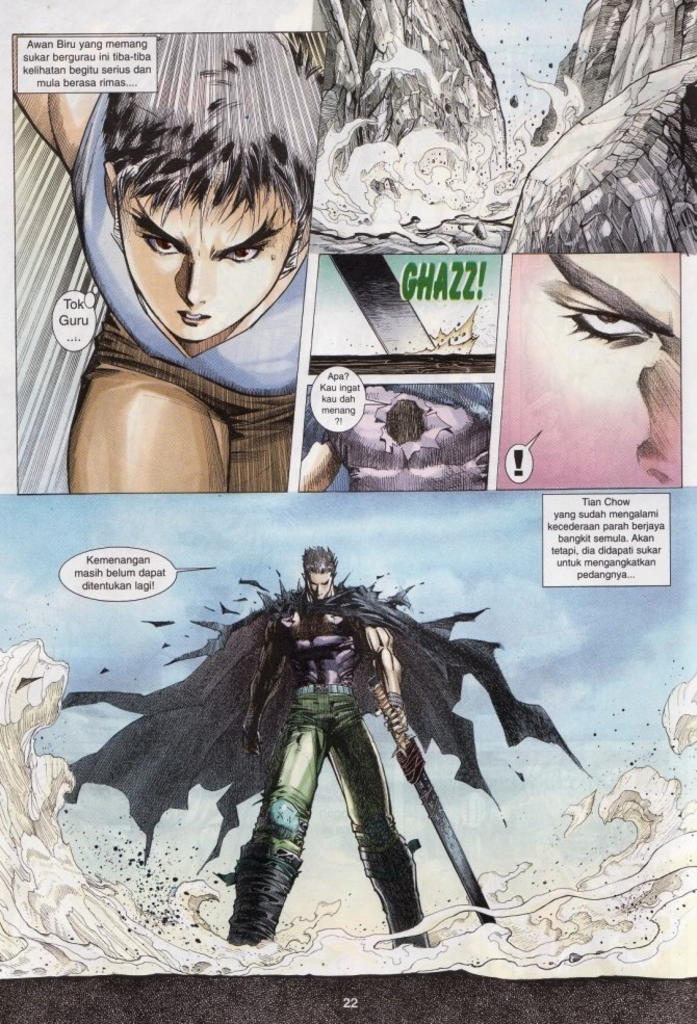 Awan Biru yang memang
sukar bergurau ini tiba-tiba
kelihatan begitu serius dan
mula berasa rimas....
Tok
Guru
....
GHAZZ!
Apa?
Kau ingat
kau dah
menang
?!
!
Tian Chow
yang sudah mengalami
kecederaan parah berjaya
bangkit semula. Akan
tetapi, dia didapati sukar
untuk mengangkatkan
pedangnya...
Kemenangan
masih belum dapat
ditentukan lagi!
22